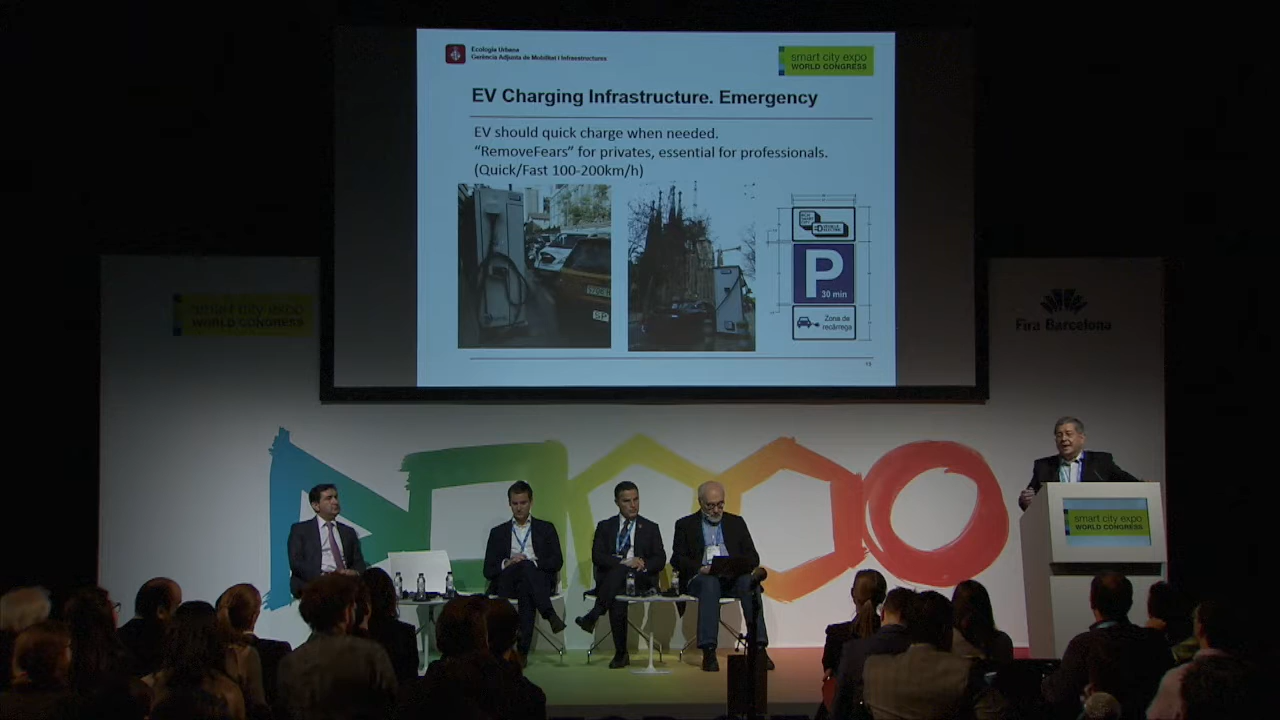 Ecologia Urbana
Gerència Adjunta de Mobilitat i Infraestructures
smart city expo
WORLD CONGRESS
EV Charging Infrastructure. Emergency
EV should quick charge when needed.
“RemoveFears” for privates, essential for professionals.
(Quick/Fast 100-200km/h)
P
30 min
Zona de
recàrrega
smart city expo
WORLD CONGRESS
Fira Barcelona
smart city expo
WORLD CONGRESS